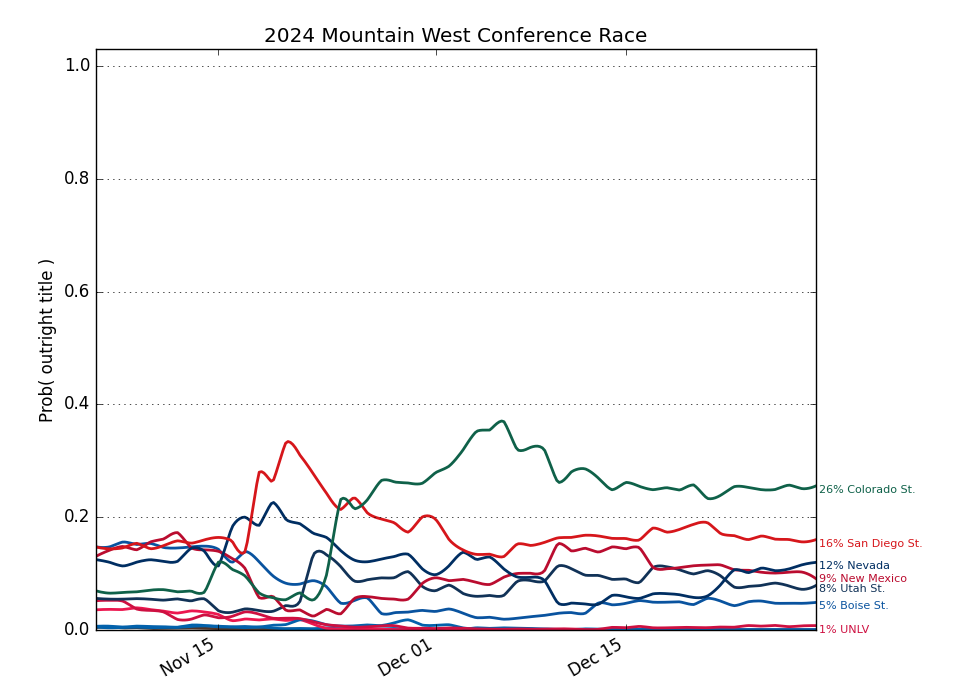 2024 Mountain West Conference Race
Prob( outright title )
1.0
0.8
0.6
0.4
0.2
0.0
Nov 15
Dec 01
Dec 15
26% Colorado St.
16% San Diego St.
12% Nevada
9% New Mexico
8% Utah St.
5% Boise St.
1% UNLV